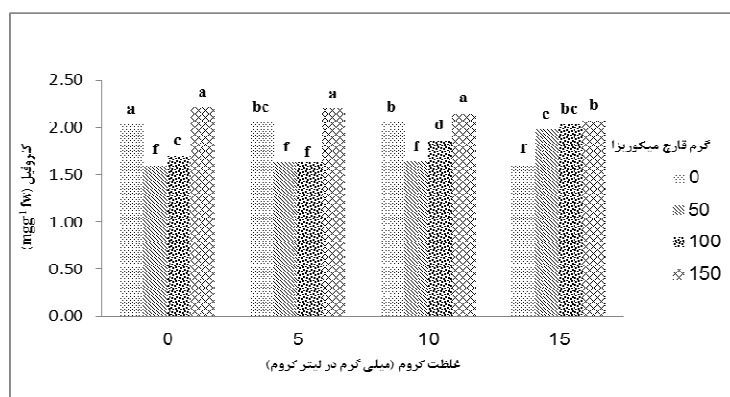 2.50
2.00
1.50
1.00
0.50
0.00
کلروفیل (mgg-1 fw)
a f c a
bc f f a
b f d a
f c bc b
0 5 10 15
غلظت کروم (میلی گرم در لیتر کروم)
گرم قارچ میکوریزا
0
50
100
150